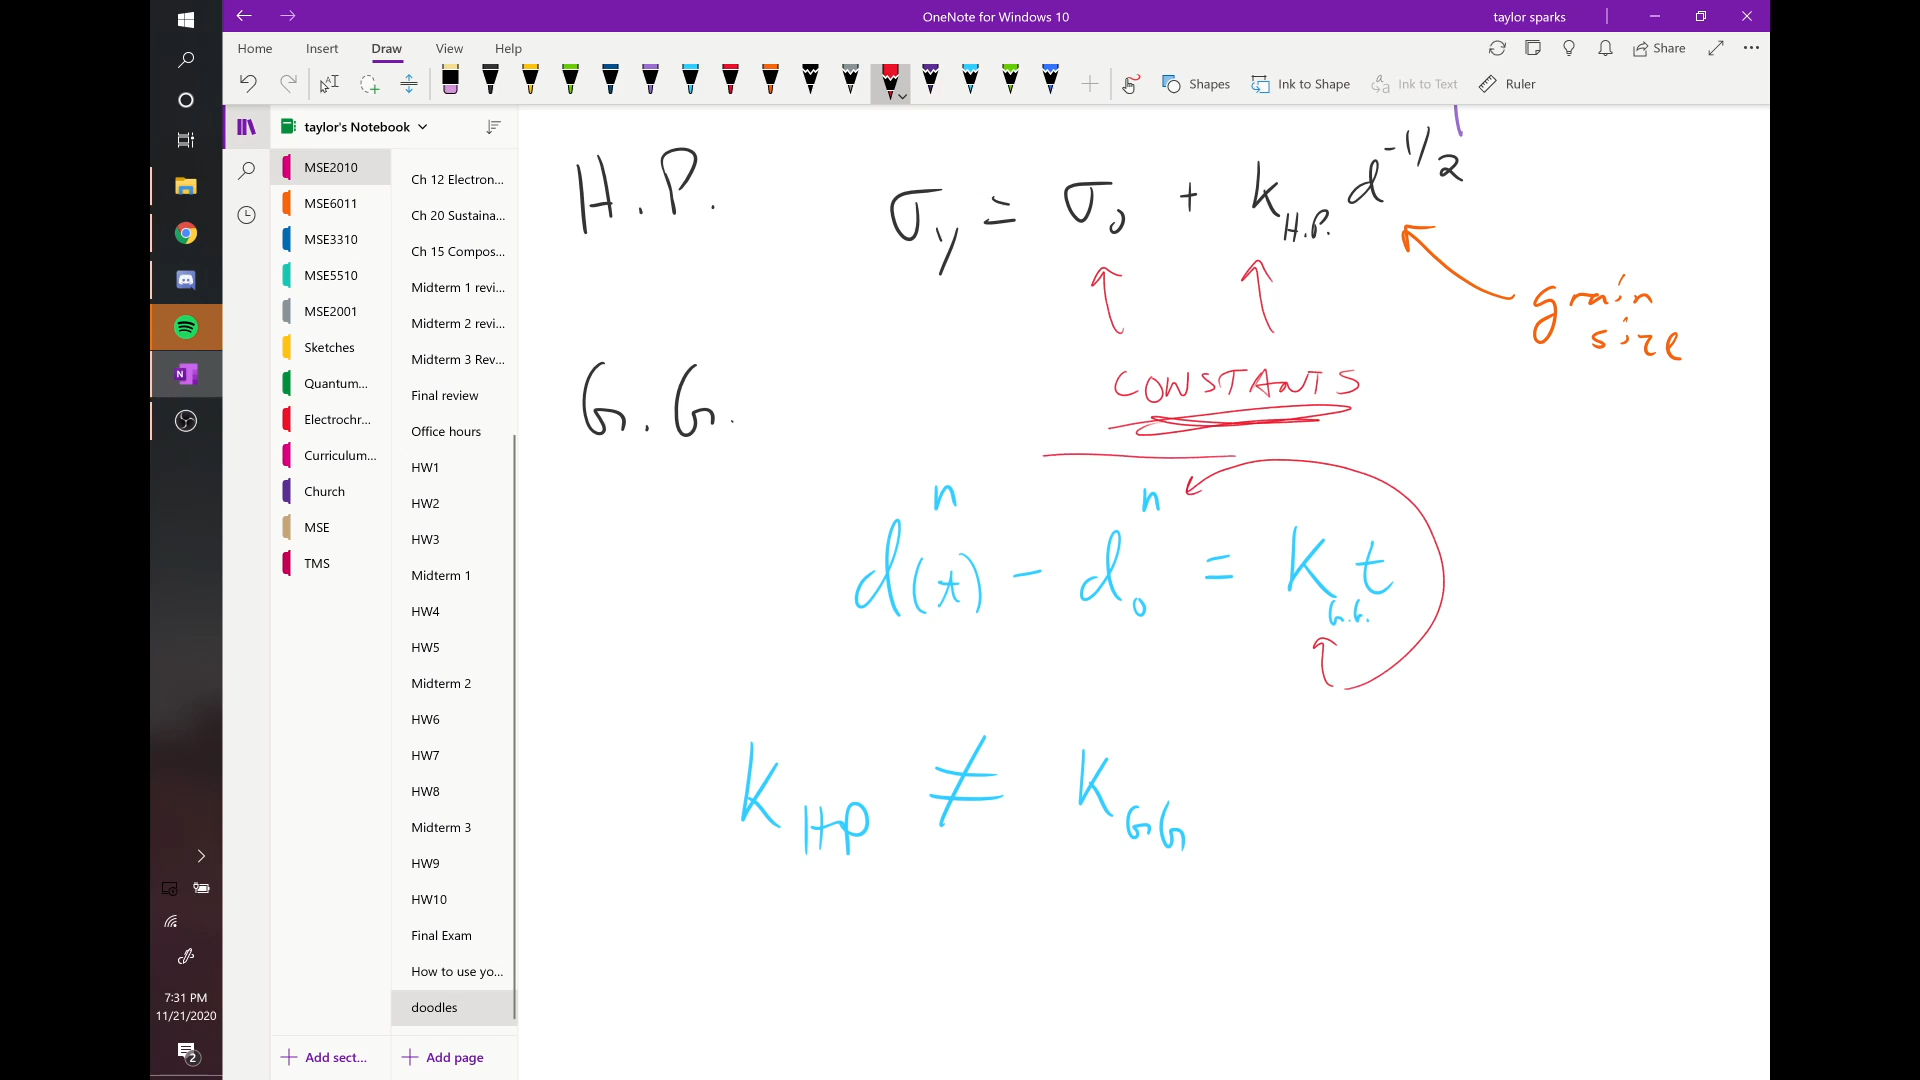 OneNote for Windows 10
taylor sparks
Home Insert Draw View Help
Share
Shapes Ink to Shape Ink to Text Ruler
taylor's Notebook
MSE2010
MSE6011
MSE3310
MSE5510
MSE2001
Sketches
Quantum...
Electrochr...
Curriculum...
Church
MSE
TMS
Add sect...
Ch 12 Electron...
Ch 20 Sustaina...
Ch 15 Compos...
Midterm 1 revi...
Midterm 2 revi...
Midterm 3 Rev...
Final review
Office hours
HW1
HW2
HW3
Midterm 1
HW4
HW5
Midterm 2
HW6
HW7
HW8
Midterm 3
HW9
HW10
Final Exam
How to use yo...
doodles
Add page
H.P. σy = σ0 + kH.P. d^-1/2
grain
size
CONSTANTS
G.G.
d(t)^n - d0^n = KG.G. t
KHP ≠ KGG
7:31 PM
11/21/2020
2